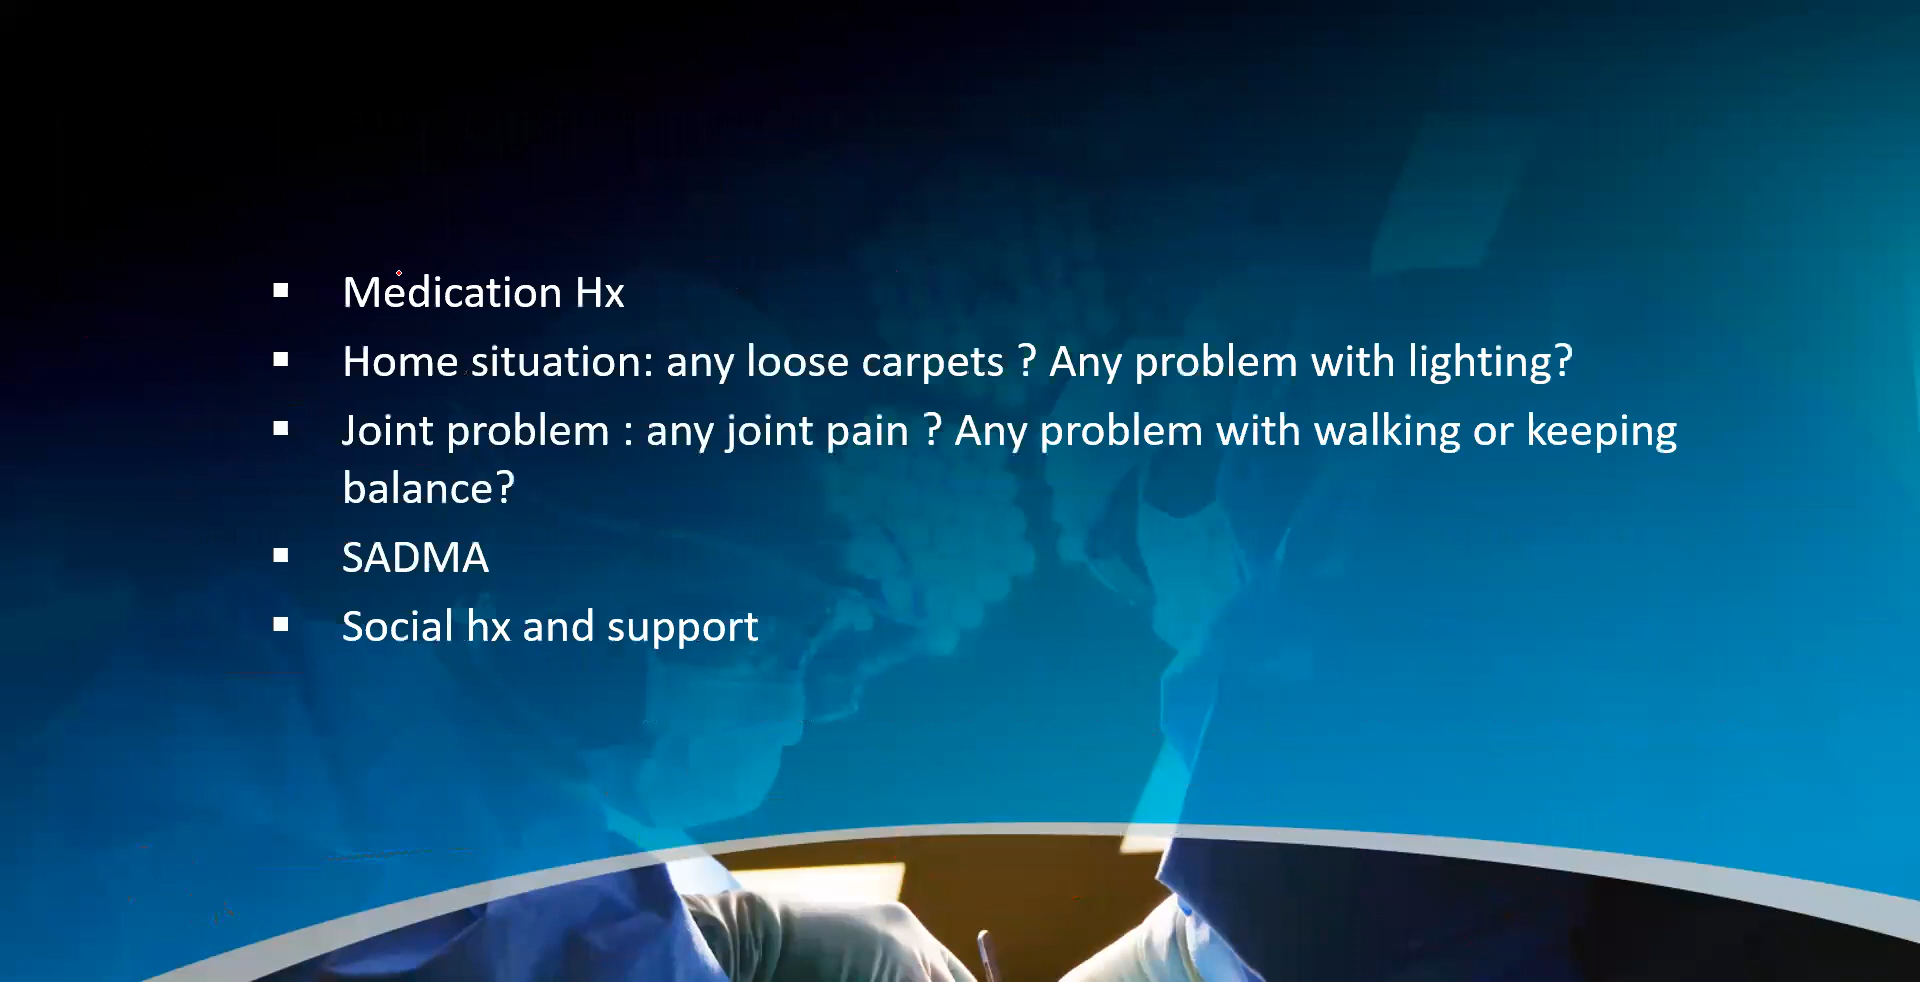 ▪ Medication Hx
▪ Home situation: any loose carpets ? Any problem with lighting?
▪ Joint problem : any joint pain ? Any problem with walking or keeping
balance?
▪ SADMA
▪ Social hx and support